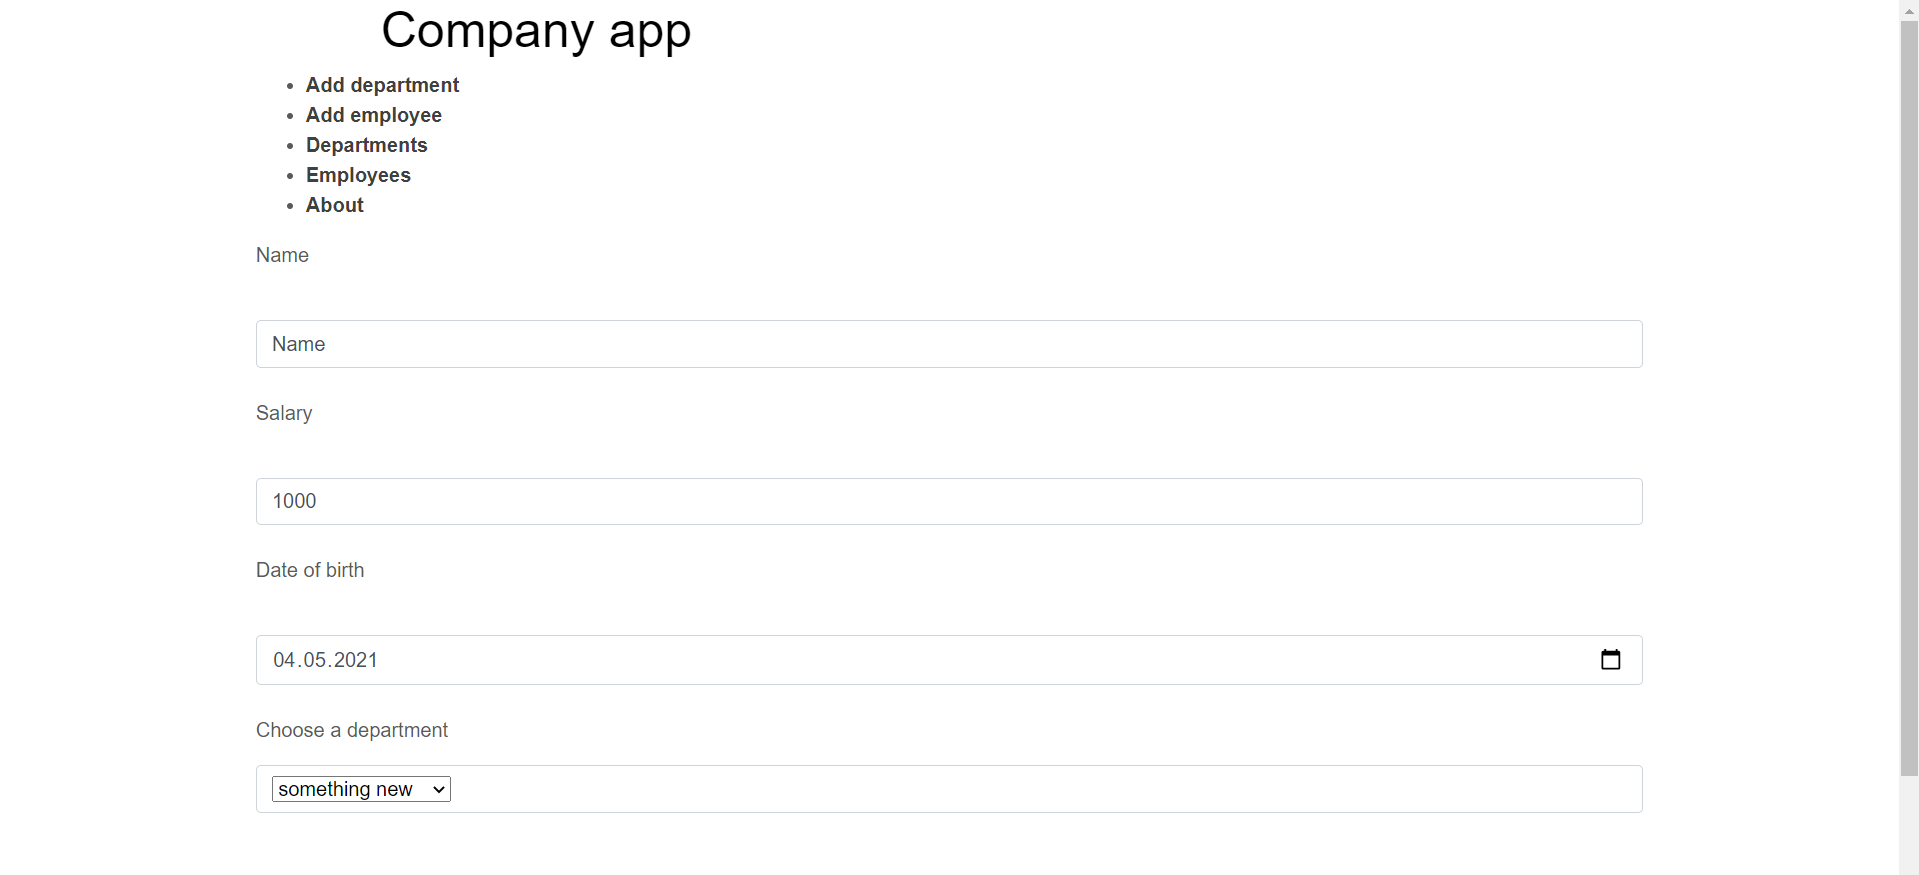 Company app
Add department
Add employee
Departments
Employees
About
Name
Name
Salary
1000
Date of birth
04.05.2021
Choose a department
something new